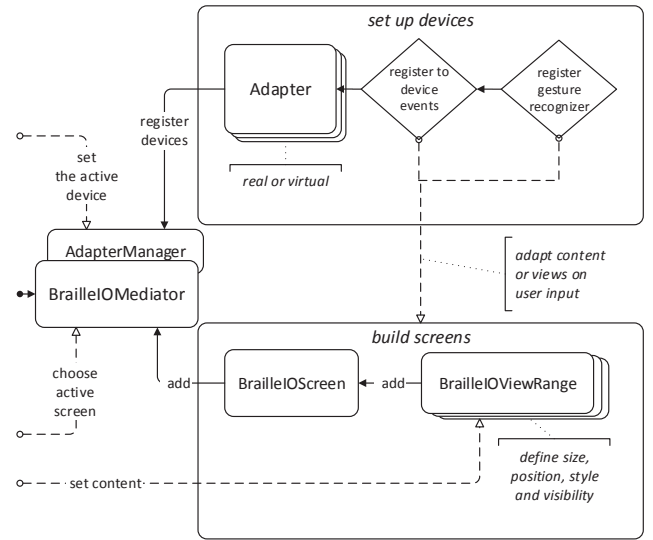 set up devices
Adapter
register to
device
events
register
gesture
recognizer
register
devices
real or virtual
set
the active
device
AdapterManager
BrailleIOMediator
adapt content
or views on
user input
build screens
choose
active
screen
add
BrailleIOScreen
add
BrailleIOViewRange
set content
define size,
position, style
and visibility